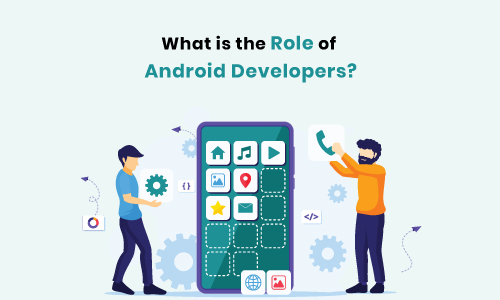 What is the Role of
Android Developers?
{ }
</>